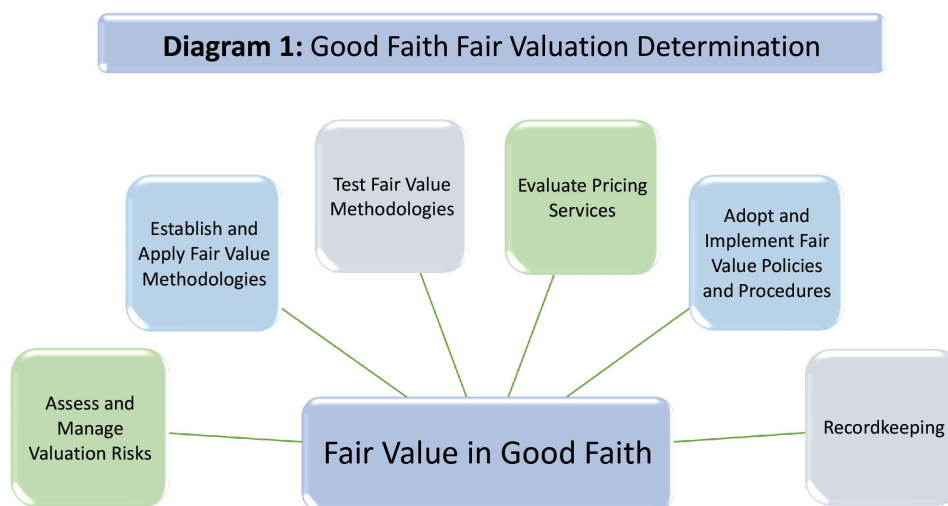 Diagram 1: Good Faith Fair Valuation Determination
Test Fair Value
Methodologies
Evaluate Pricing
Services
Establish and
Apply Fair Value
Methodologies
Adopt and
Implement Fair
Value Policies
and Procedures
Assess and
Manage
Valuation Risks
Fair Value in Good Faith
Recordkeeping